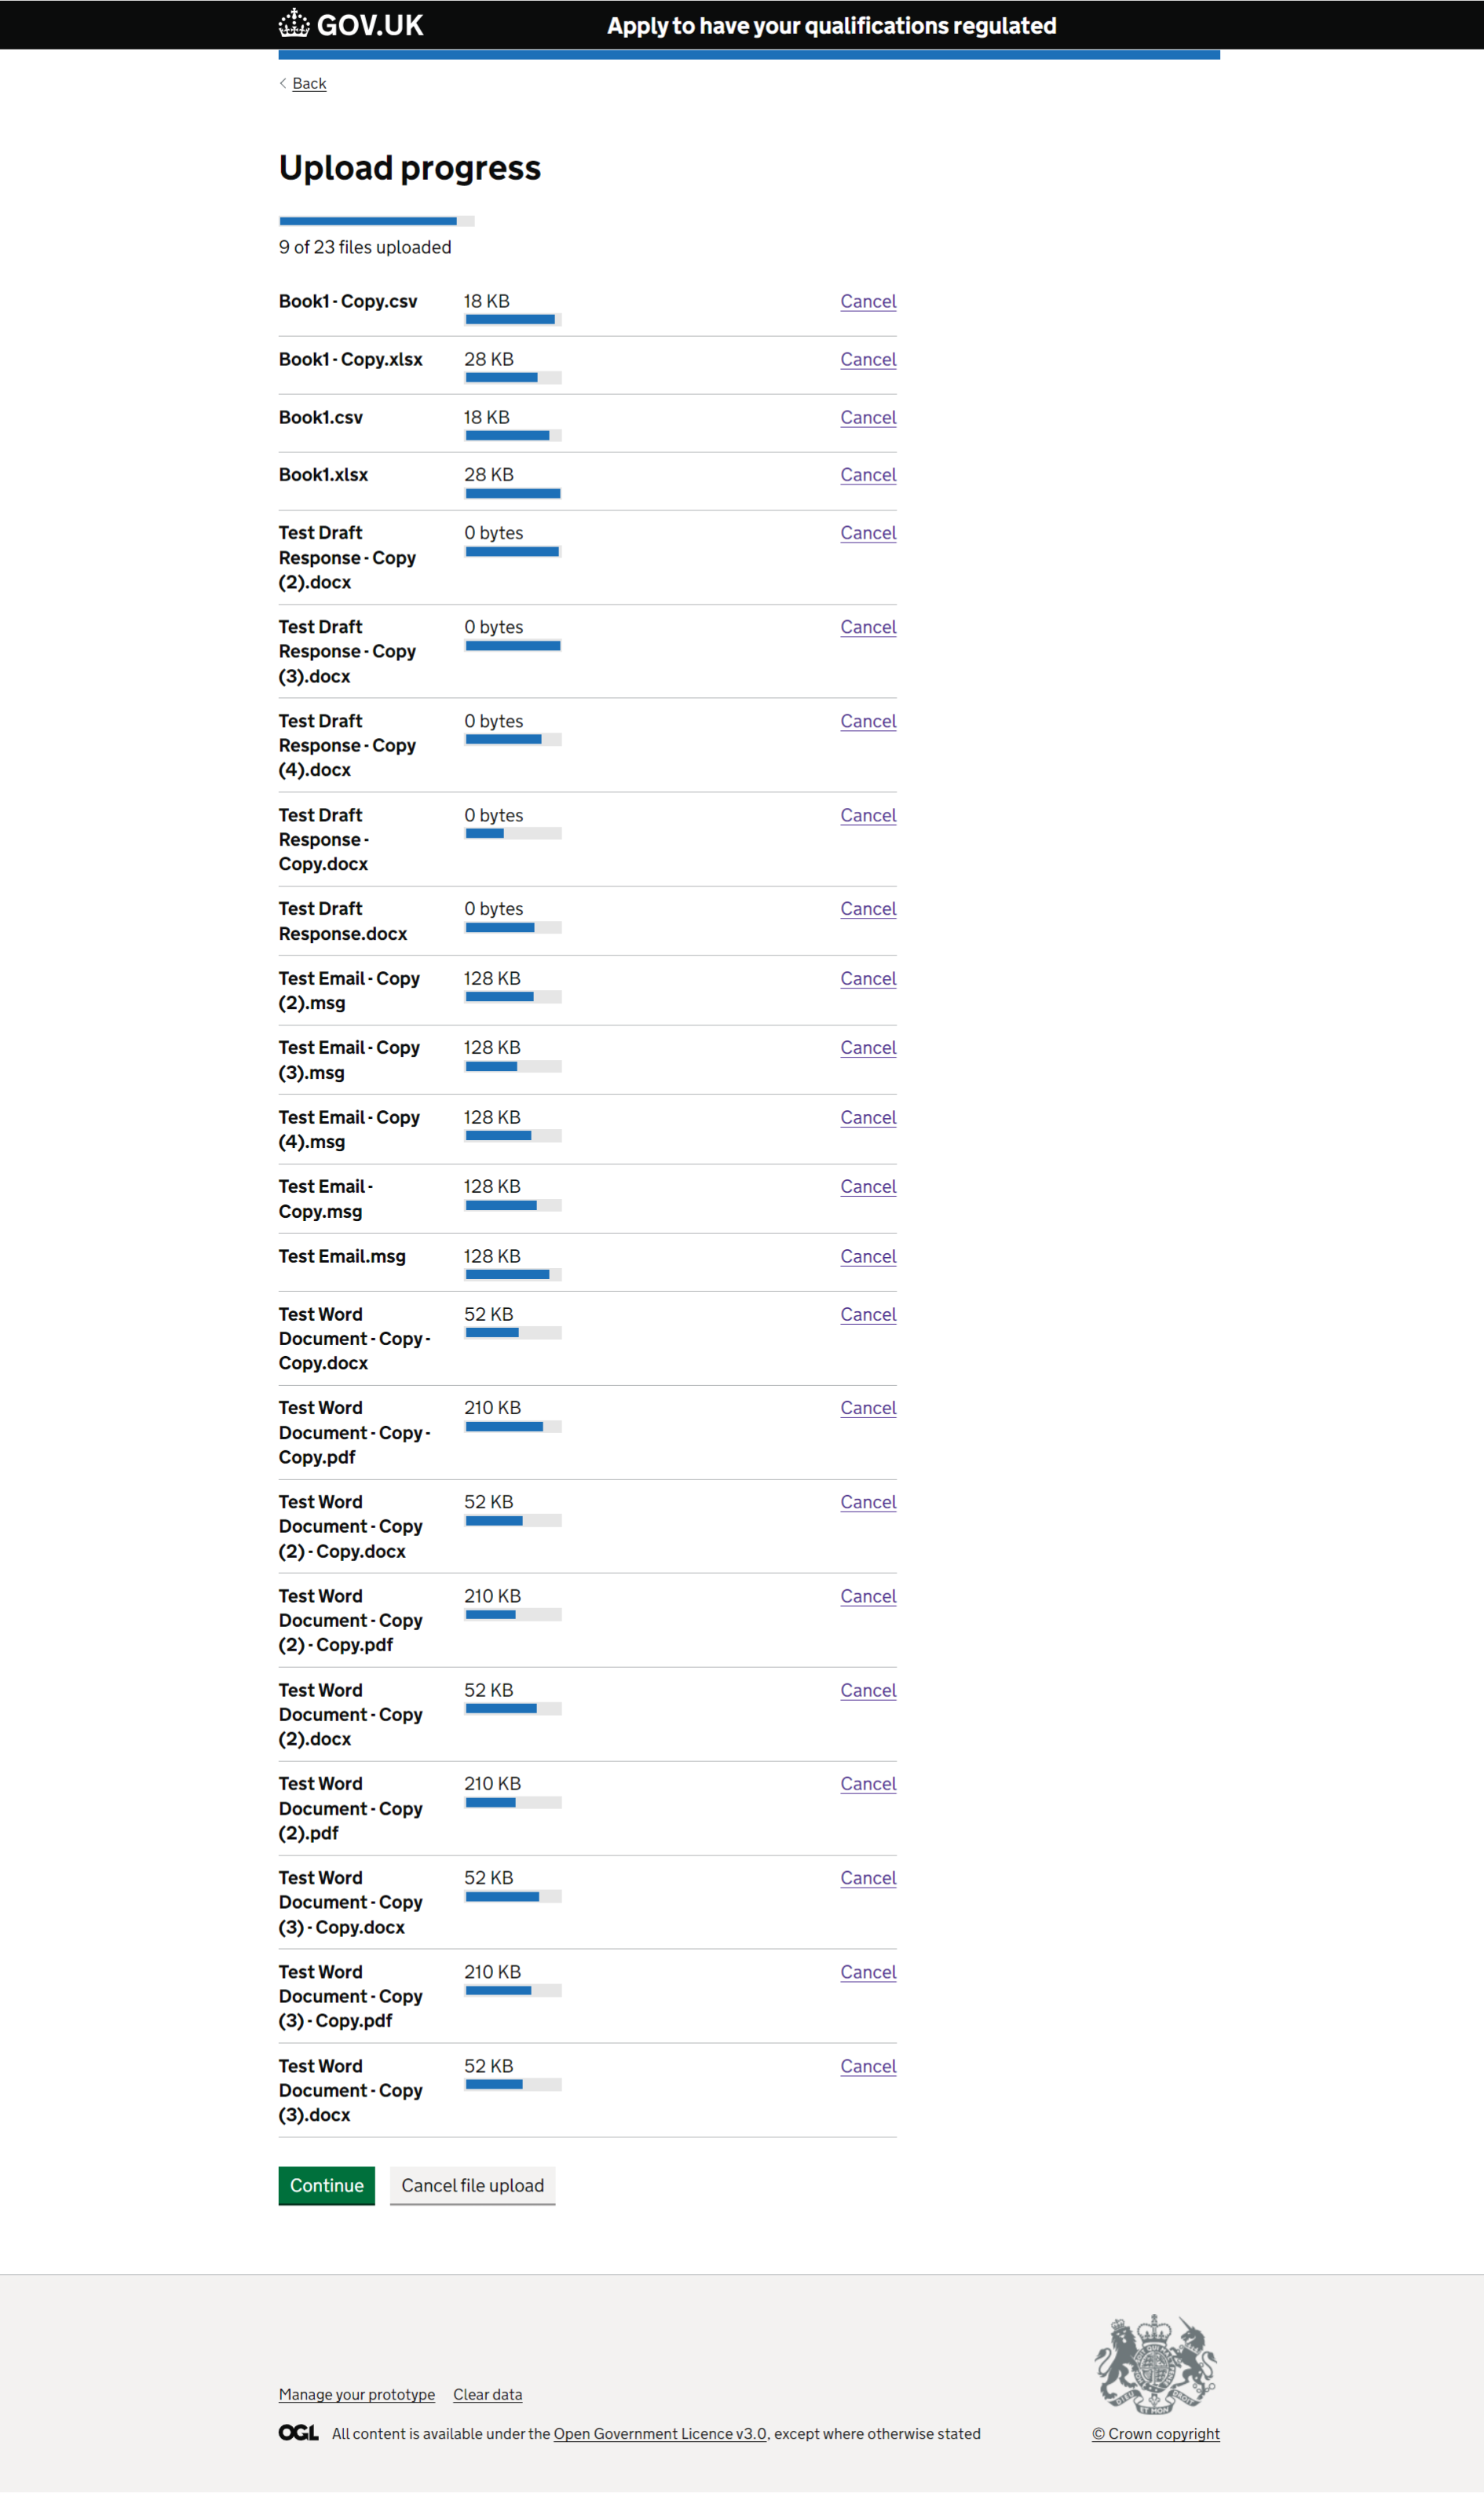 GOV.UK
Apply to have your qualifications regulated
Back
Upload progress
9 of 23 files uploaded
Book1 - Copy.csv 18 KB Cancel
Book1 - Copy.xlsx 28 KB Cancel
Book1.csv 18 KB Cancel
Book1.xlsx 28 KB Cancel
Test Draft 0 bytes Cancel
Response - Copy
(2).docx
Test Draft 0 bytes Cancel
Response - Copy
(3).docx
Test Draft 0 bytes Cancel
Response - Copy
(4).docx
Test Draft 0 bytes Cancel
Response -
Copy.docx
Test Draft 0 bytes Cancel
Response.docx
Test Email - Copy 128 KB Cancel
(2).msg
Test Email - Copy 128 KB Cancel
(3).msg
Test Email - Copy 128 KB Cancel
(4).msg
Test Email - 128 KB Cancel
Copy.msg
Test Email.msg 128 KB Cancel
Test Word 52 KB Cancel
Document - Copy -
Copy.docx
Test Word 210 KB Cancel
Document - Copy -
Copy.pdf
Test Word 52 KB Cancel
Document - Copy
(2) - Copy.docx
Test Word 210 KB Cancel
Document - Copy
(2) - Copy.pdf
Test Word 52 KB Cancel
Document - Copy
(2).docx
Test Word 210 KB Cancel
Document - Copy
(2).pdf
Test Word 52 KB Cancel
Document - Copy
(3) - Copy.docx
Test Word 210 KB Cancel
Document - Copy
(3) - Copy.pdf
Test Word 52 KB Cancel
Document - Copy
(3).docx
Continue Cancel file upload
Manage your prototype Clear data
OGL All content is available under the Open Government Licence v3.0, except where otherwise stated
© Crown copyright